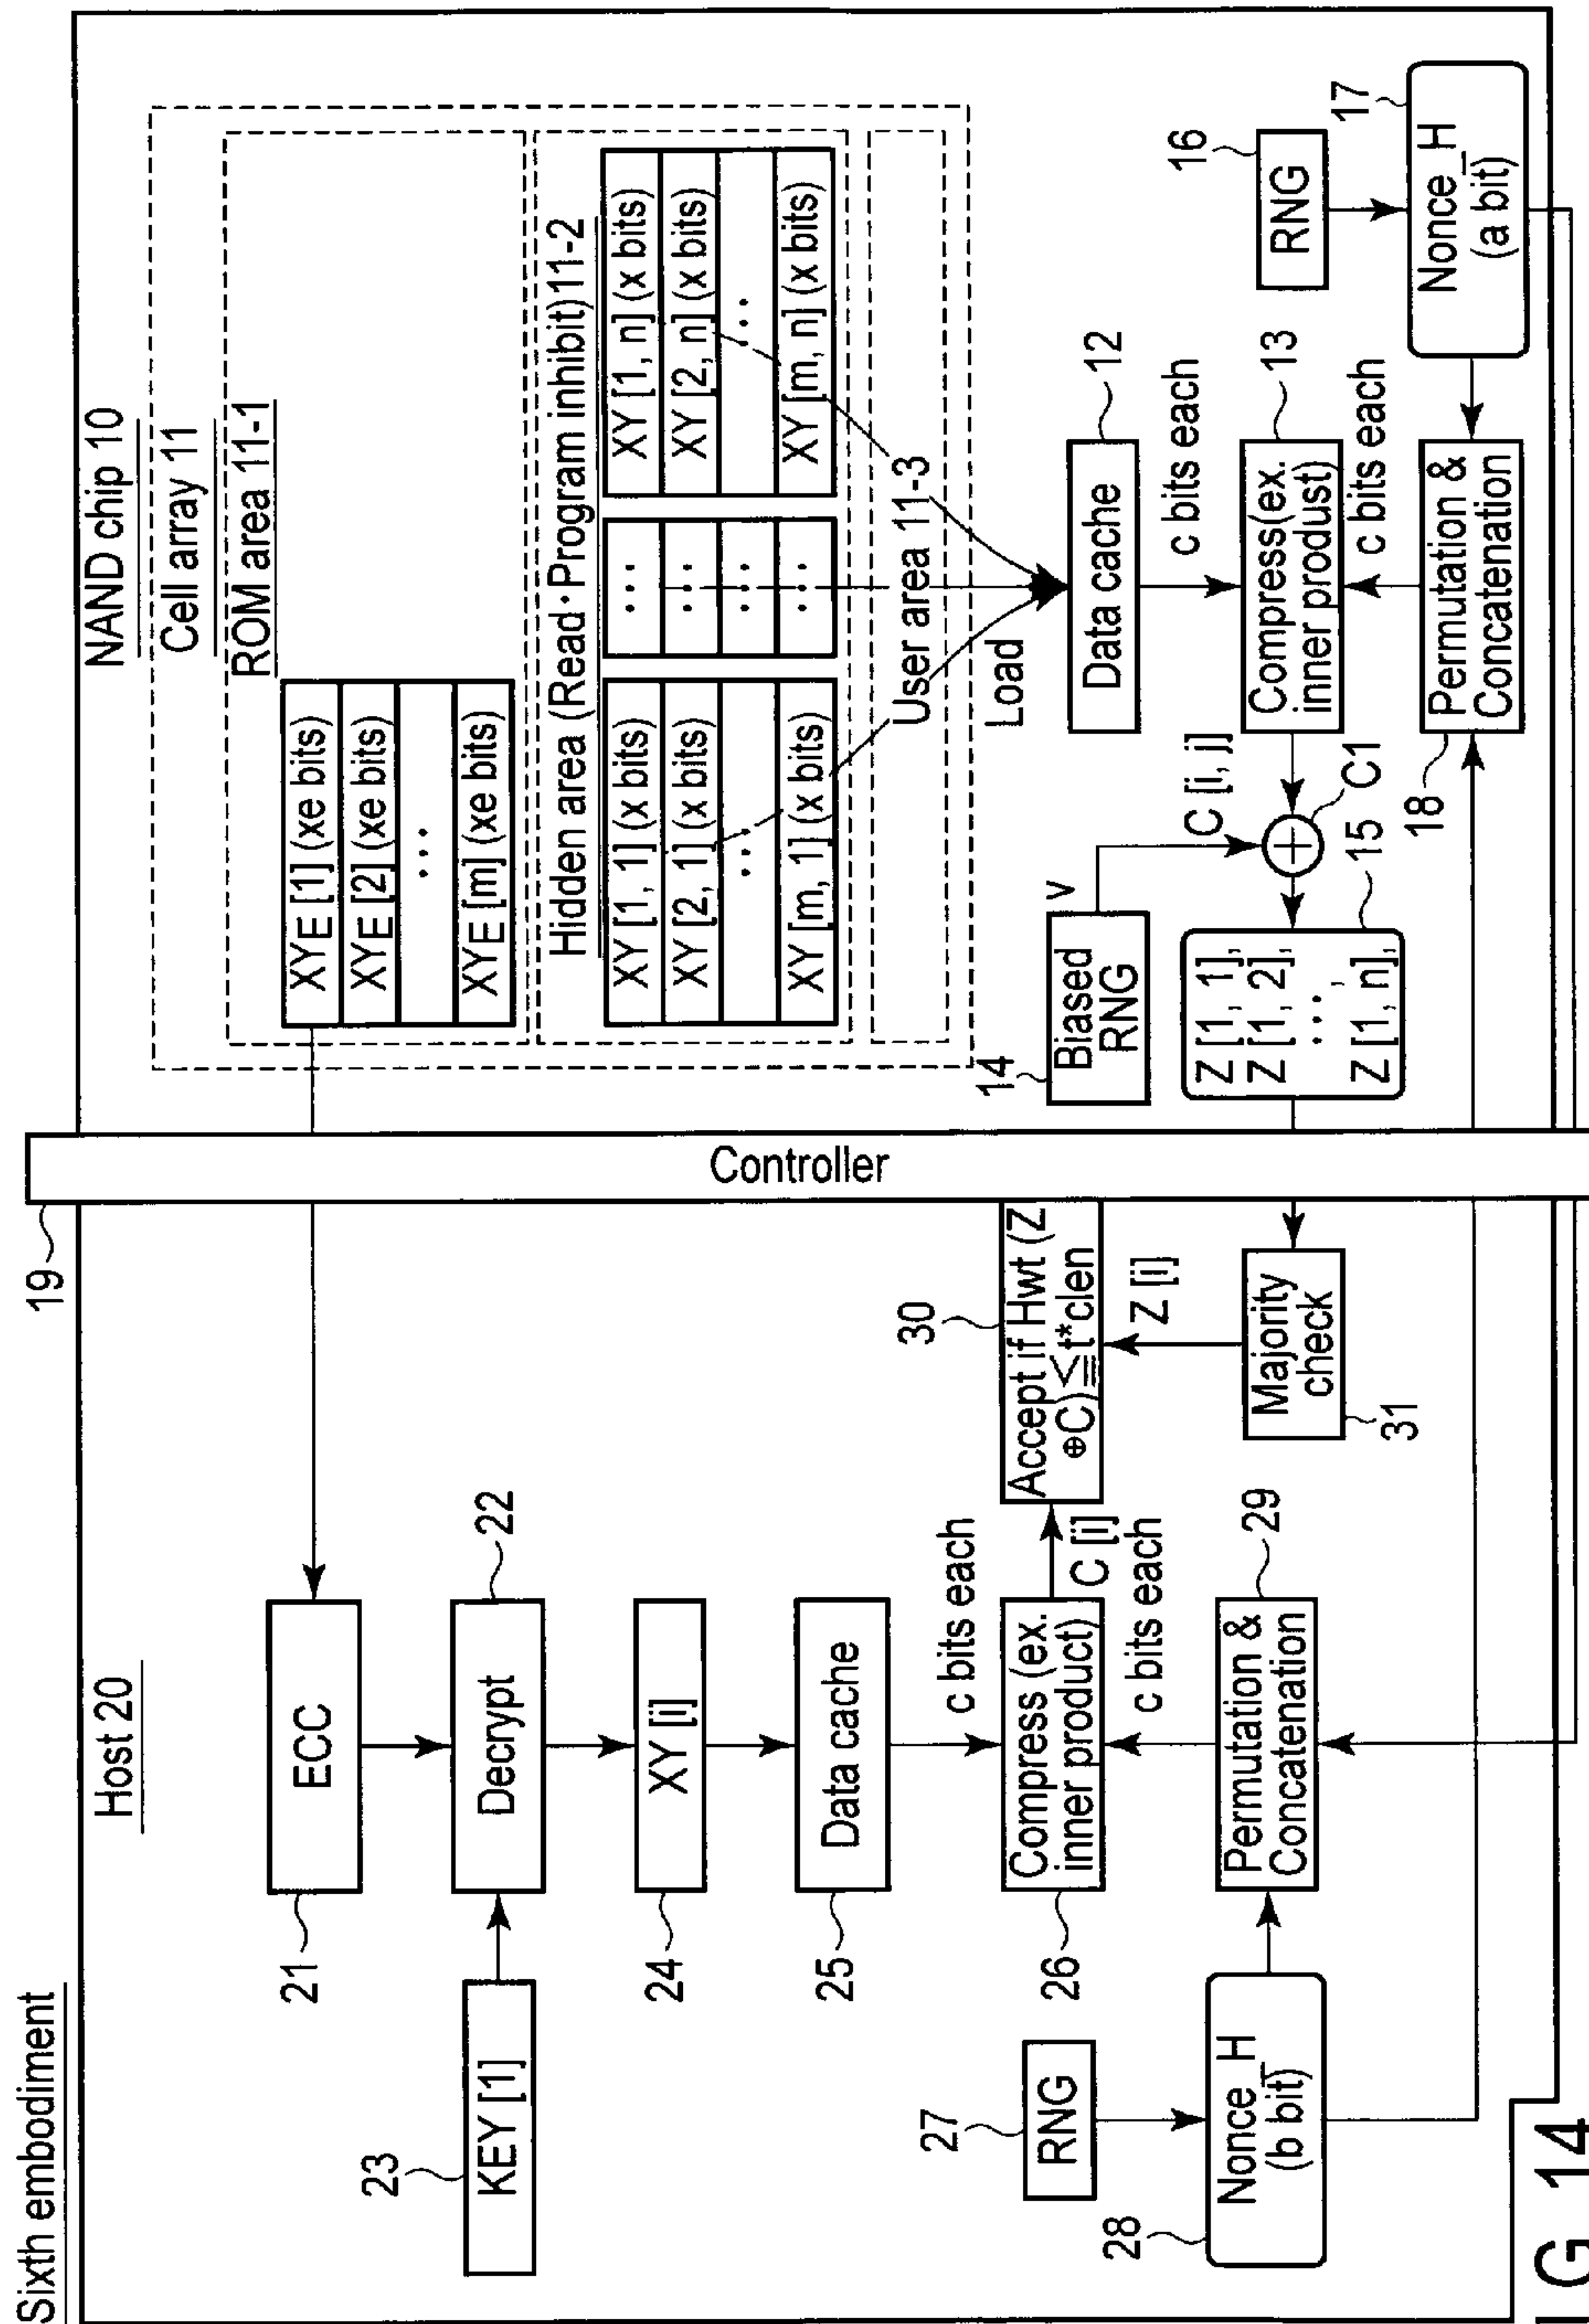 Sixth embodiment
Host 20
ECC
21
Decrypt
22
KEY [1]
23
XY [i]
24
Data cache
25
c bits each
Compress (ex.
inner product)
26
C [i]
c bits each
Permutation &
Concatenation
29
RNG
27
Nonce_H
(b bit)
28
30
Accept if Hwt (Z
⊕C)≦t*clen
Z [i]
Majority
check
31
19
Controller
NAND chip 10
Cell array 11
ROM area 11-1
XYE [1] (xe bits)
XYE [2] (xe bits)
...
XYE [m] (xe bits)
Hidden area (Read·Program inhibit) 11-2
XY [1, 1] (x bits)
XY [2, 1] (x bits)
...
XY [m, 1] (x bits)
...
...
...
...
XY [1, n] (x bits)
XY [2, n] (x bits)
...
XY [m, n] (x bits)
User area 11-3
Load
Data cache
12
c bits each
Compress(ex.
inner produst)
13
c bits each
Permutation &
Concatenation
18
14
Biased
RNG
v
C [i, j]
C1
15
Z [1, 1],
Z [1, 2],
...,
Z [1, n],
16
RNG
17
Nonce_H
(a bit)
IG 14